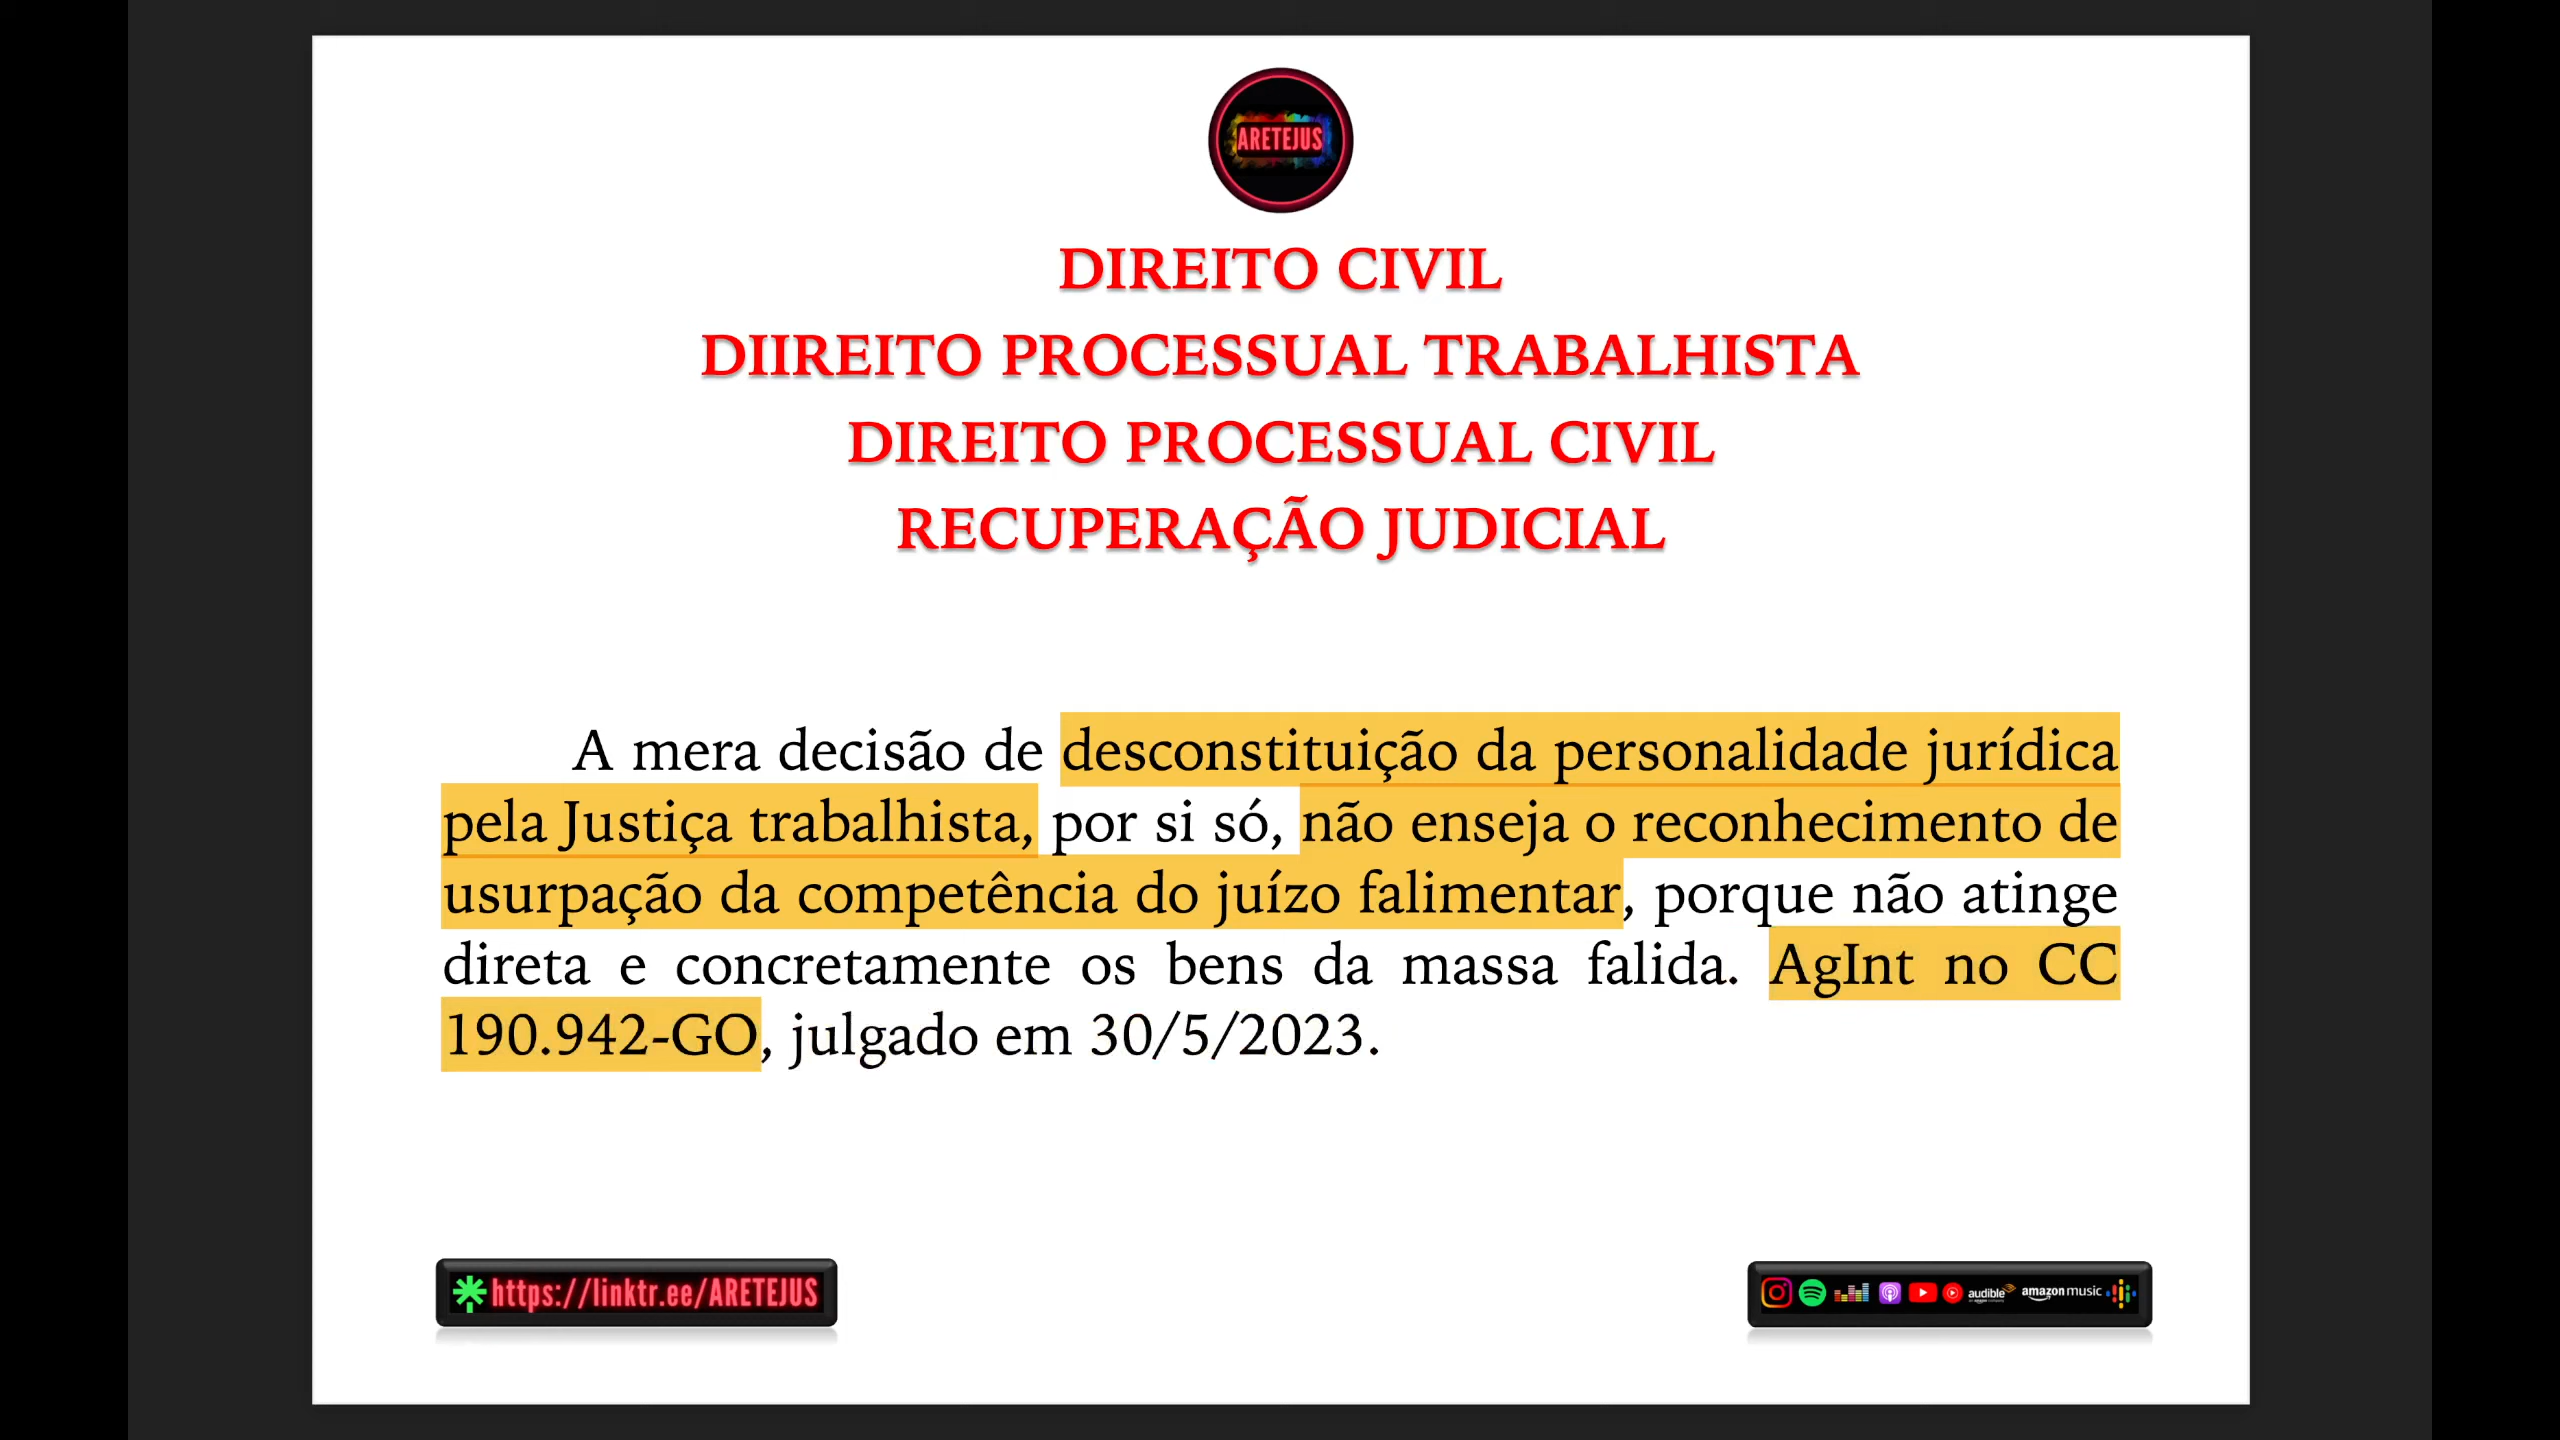 ARETEJUS
DIREITO CIVIL
DIIREITO PROCESSUAL TRABALHISTA
DIREITO PROCESSUAL CIVIL
RECUPERAÇÃO JUDICIAL
A mera decisão de desconstituição da personalidade jurídica
pela Justiça trabalhista, por si só, não enseja o reconhecimento de
usurpação da competência do juízo falimentar, porque não atinge
direta e concretamente os bens da massa falida. AgInt no CC
190.942-GO, julgado em 30/5/2023.
https://linktr.ee/ARETEJUS
audible amazon music